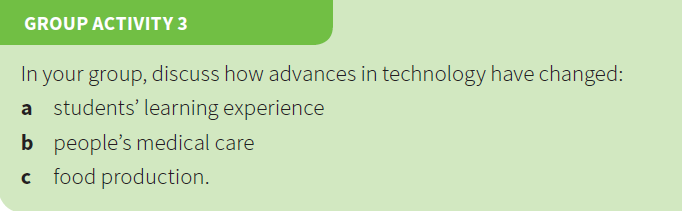 GROUP ACTIVITY 3
In your group, discuss how advances in technology have changed:
a students’ learning experience
b people’s medical care
c food production.